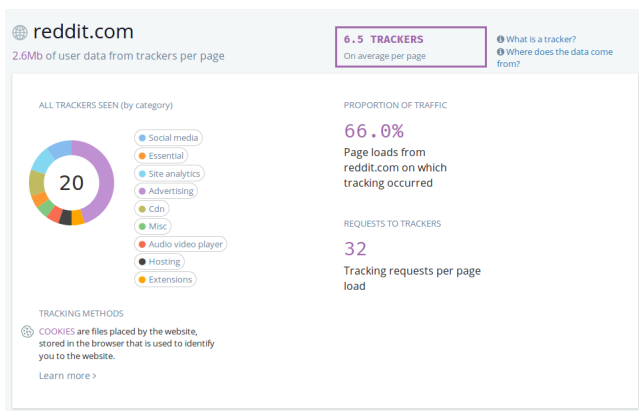 reddit.com
2.6Mb of user data from trackers per page
6.5 TRACKERS
On average per page
What is a tracker?
Where does the data come
from?
ALL TRACKERS SEEN (by category)
20
Social media
Essential
Site analytics
Advertising
Cdn
Misc
Audio video player
Hosting
Extensions
TRACKING METHODS
COOKIES are files placed by the website,
stored in the browser that is used to identify
you to the website.
Learn more >
PROPORTION OF TRAFFIC
66.0%
Page loads from
reddit.com on which
tracking occurred
REQUESTS TO TRACKERS
32
Tracking requests per page
load